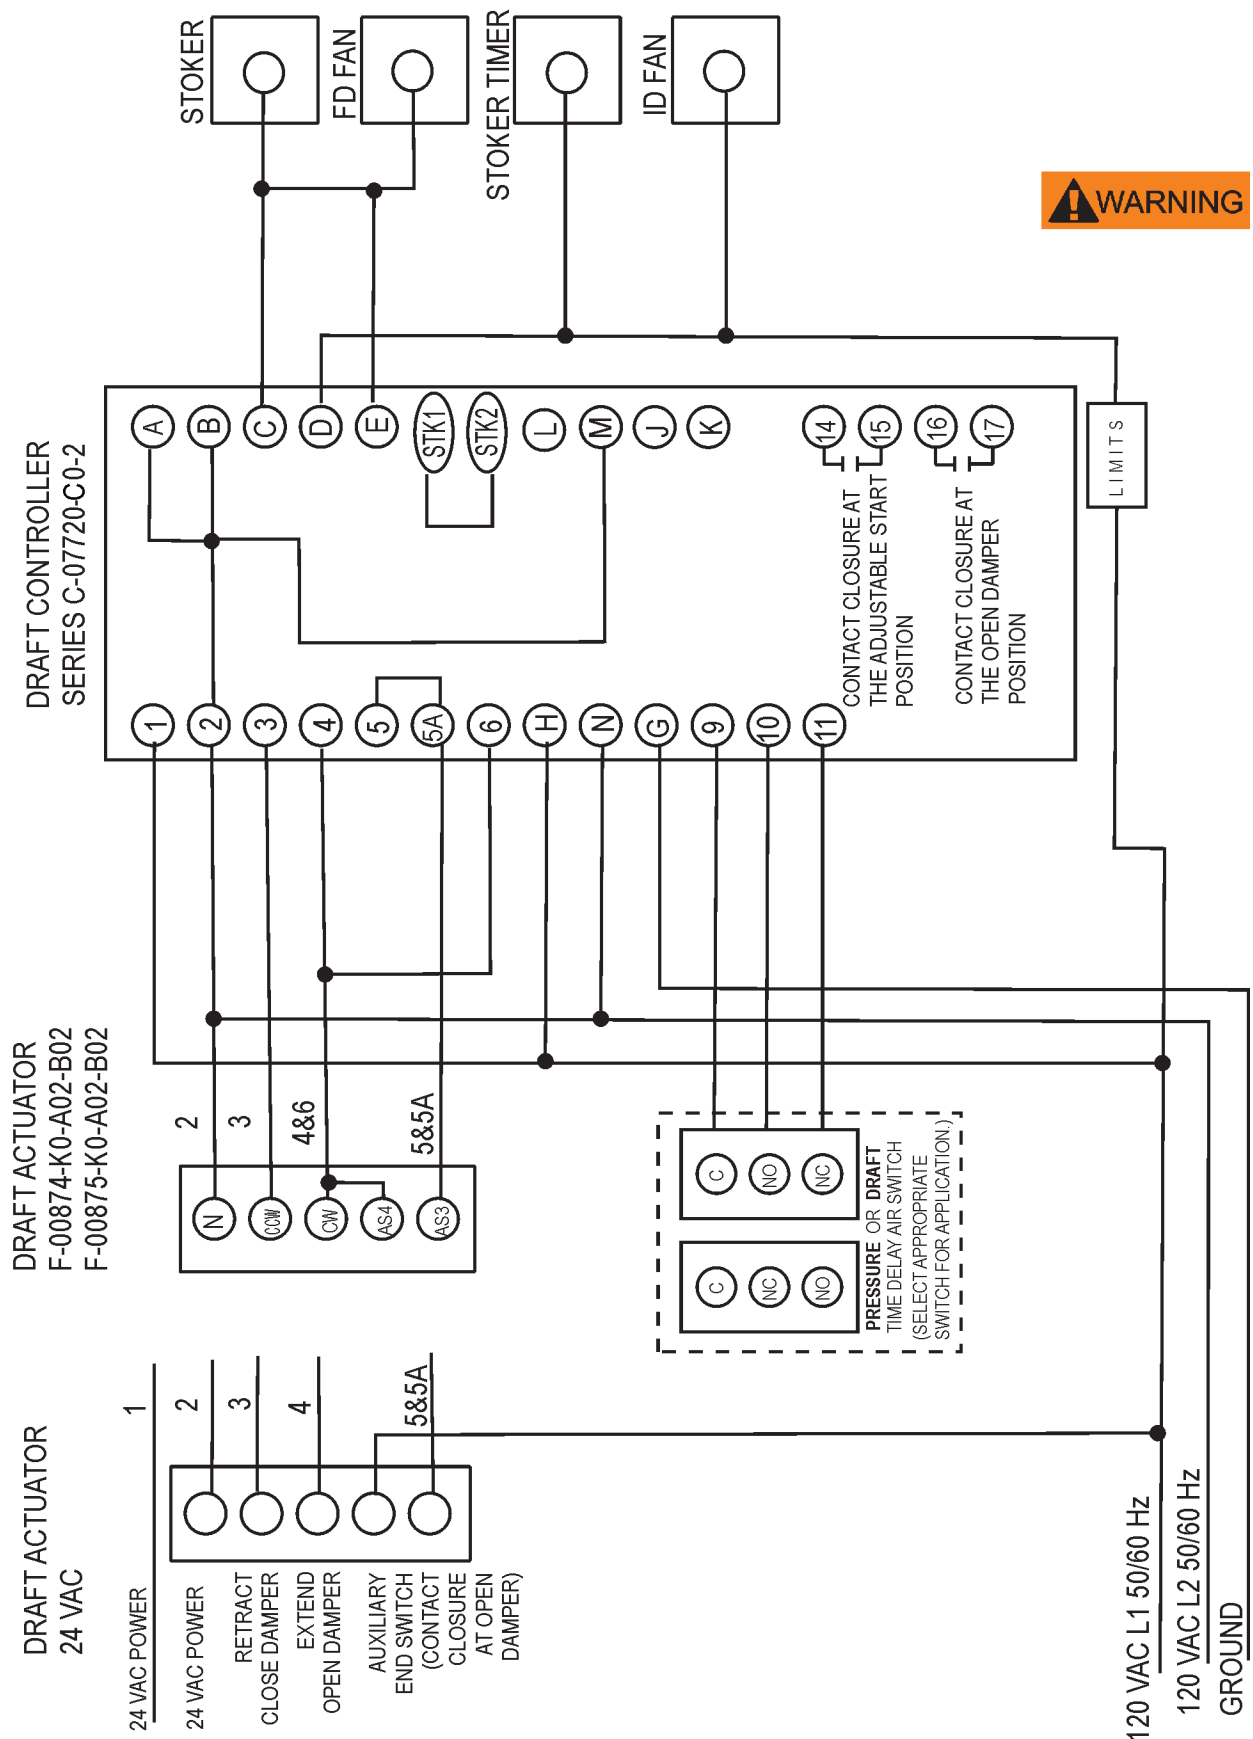 STOKER
FD FAN
STOKER TIMER
ID FAN
WARNING
DRAFT CONTROLLER
SERIES C-07720-C0-2
A
B
C
D
E
STK1
STK2
L
M
J
K
14
15
16
17
CONTACT CLOSURE AT
THE ADJUSTABLE START
POSITION
CONTACT CLOSURE AT
THE OPEN DAMPER
POSITION
LIMITS
1
2
3
4
5
5A
6
H
N
G
9
10
11
DRAFT ACTUATOR
F-00874-K0-A02-B02
F-00875-K0-A02-B02
2
3
4&6
5&5A
N
CCW
CW
AS4
AS3
C
NO
NC
C
NC
NO
PRESSURE OR DRAFT
TIME DELAY AIR SWITCH
(SELECT APPROPRIATE
SWITCH FOR APPLICATION.)
DRAFT ACTUATOR
24 VAC
1
2
3
4
5&5A
24 VAC POWER
24 VAC POWER
RETRACT
CLOSE DAMPER
EXTEND
OPEN DAMPER
AUXILIARY
END SWITCH
(CONTACT
CLOSURE
AT OPEN
DAMPER)
120 VAC L1 50/60 Hz
120 VAC L2 50/60 Hz
GROUND